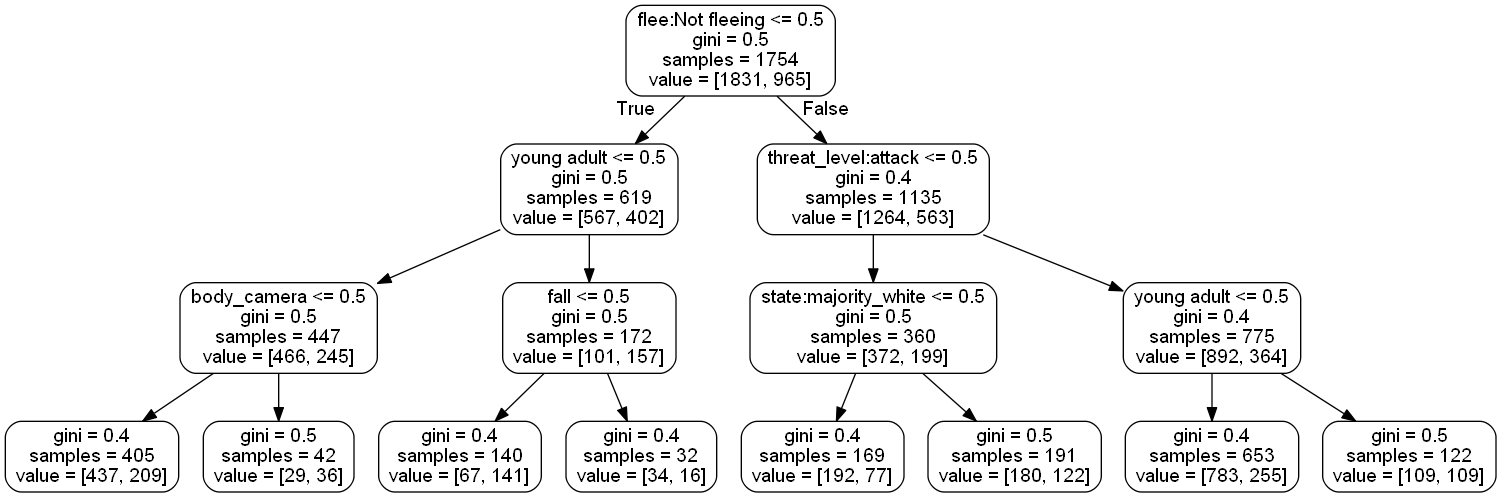 flee:Not fleeing <= 0.5
gini = 0.5
samples = 1754
value = [1831, 965]
True
False
young adult <= 0.5
gini = 0.5
samples = 619
value = [567, 402]
threat_level:attack <= 0.5
gini = 0.4
samples = 1135
value = [1264, 563]
body_camera <= 0.5
gini = 0.5
samples = 447
value = [466, 245]
fall <= 0.5
gini = 0.5
samples = 172
value = [101, 157]
state:majority_white <= 0.5
gini = 0.5
samples = 360
value = [372, 199]
young adult <= 0.5
gini = 0.4
samples = 775
value = [892, 364]
gini = 0.4
samples = 405
value = [437, 209]
gini = 0.5
samples = 42
value = [29, 36]
gini = 0.4
samples = 140
value = [67, 141]
gini = 0.4
samples = 32
value = [34, 16]
gini = 0.4
samples = 169
value = [192, 77]
gini = 0.5
samples = 191
value = [180, 122]
gini = 0.4
samples = 653
value = [783, 255]
gini = 0.5
samples = 122
value = [109, 109]